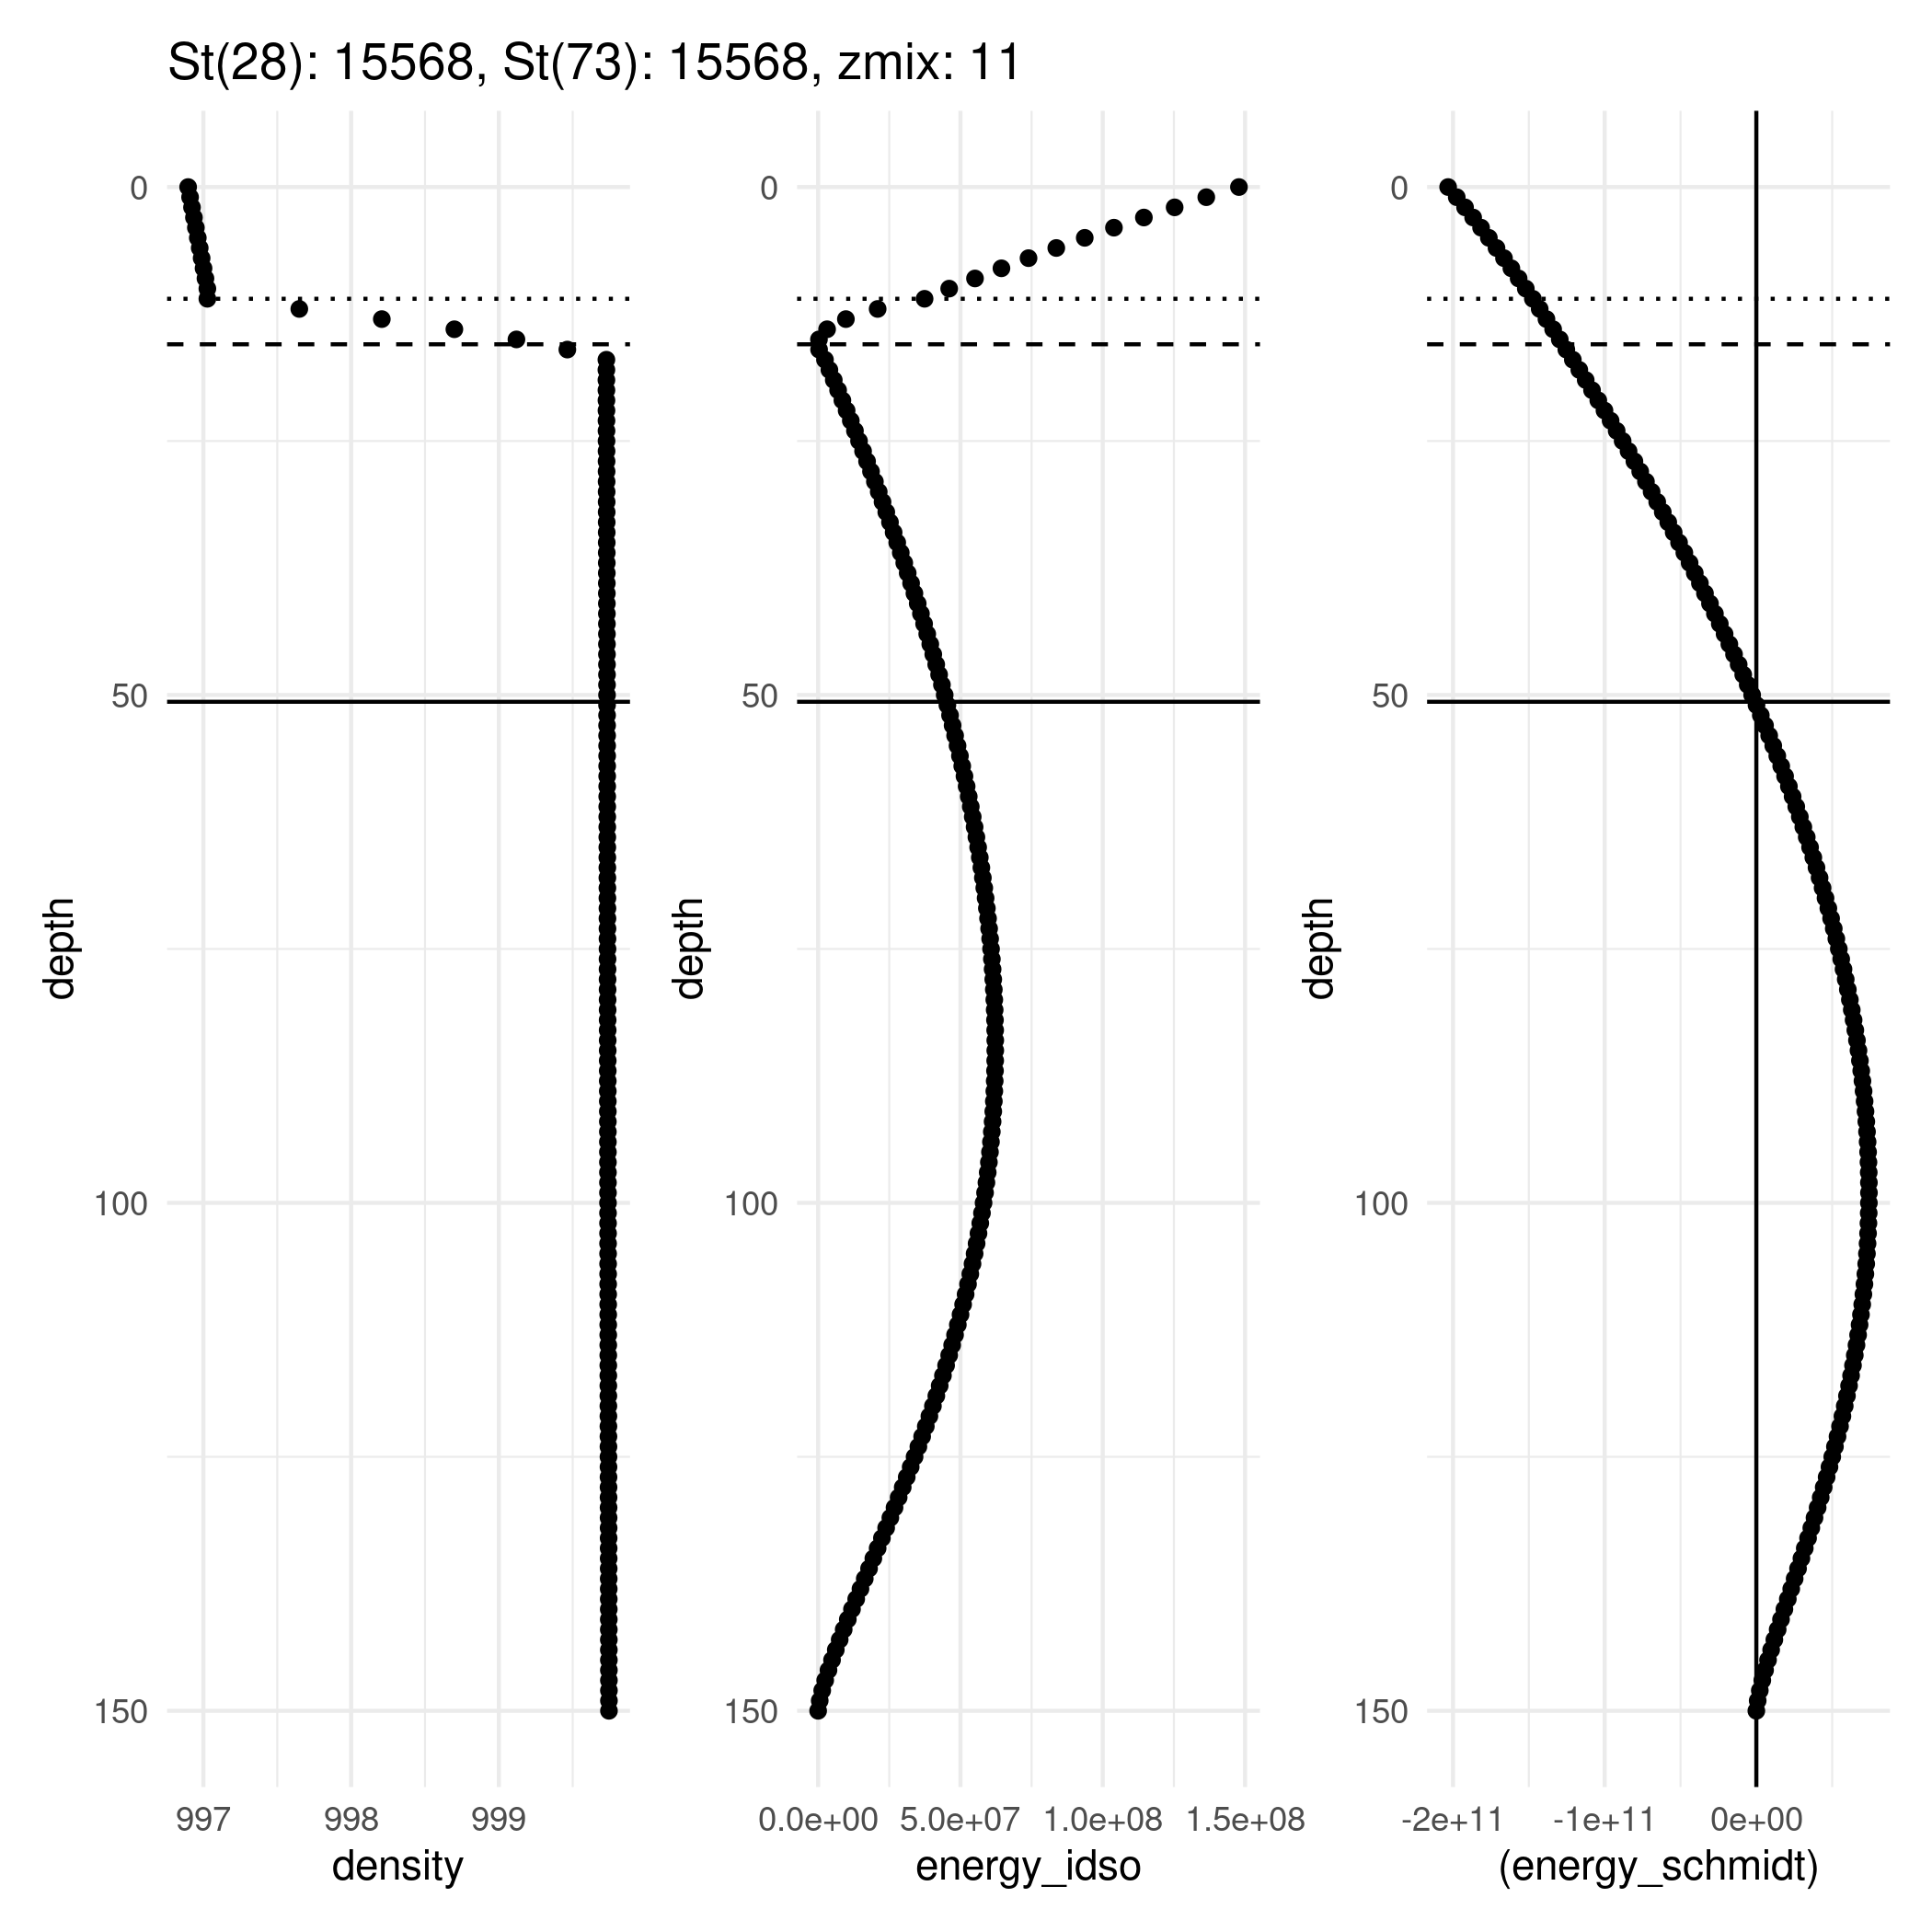 St(28): 15568, St(73): 15568, zmix: 11
0
50
100
150
depth
997 998 999
density
0
50
100
150
depth
0.0e+00 5.0e+07 1.0e+08 1.5e+08
energy_idso
0
50
100
150
depth
-2e+11 -1e+11 0e+00
(energy_schmidt)